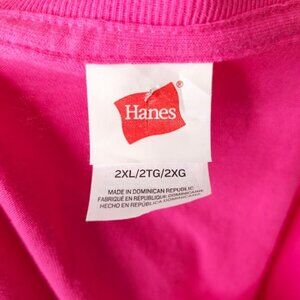 Hanes®
2XL/2TG/2XG
MADE IN DOMINICAN REPUBLIC
FABRIQUÉ EN RÉPUBLIQUE DOMINICAINE
HECHO EN REPÚBLICA DOMINICANA